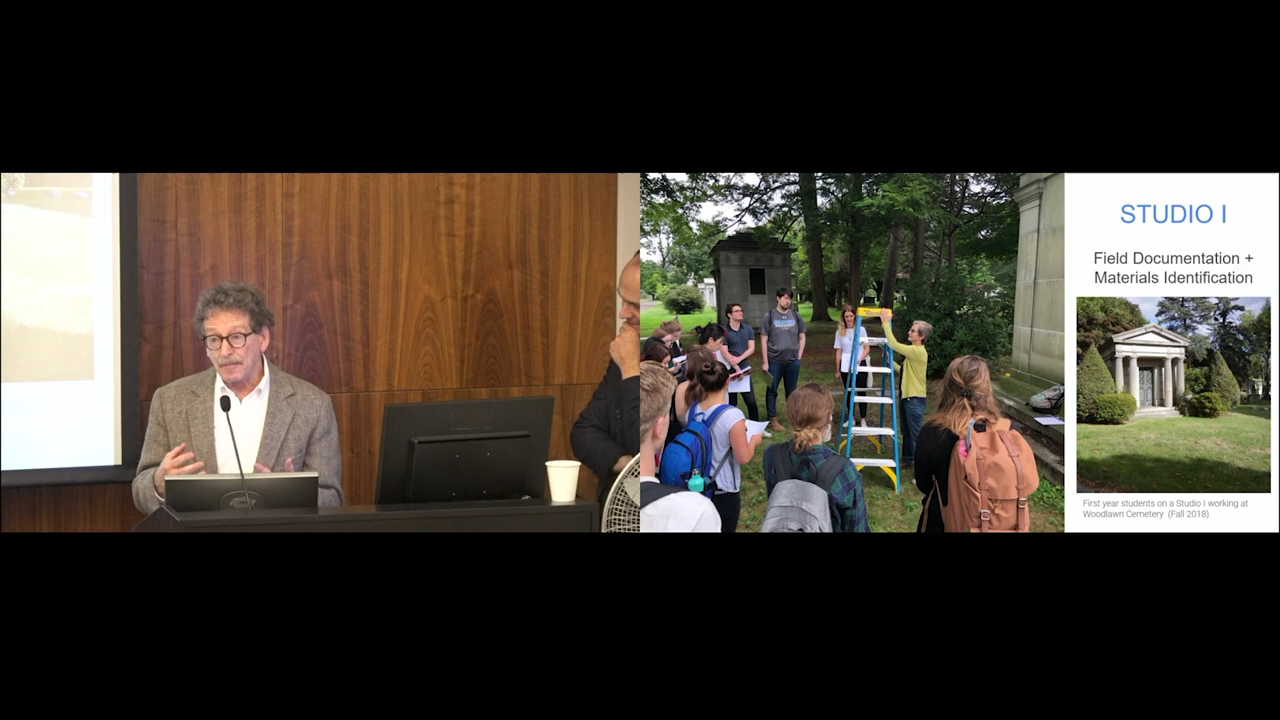 STUDIO I
Field Documentation +
Materials Identification
First year students on a Studio I working at
Woodlawn Cemetery (Fall 2018).